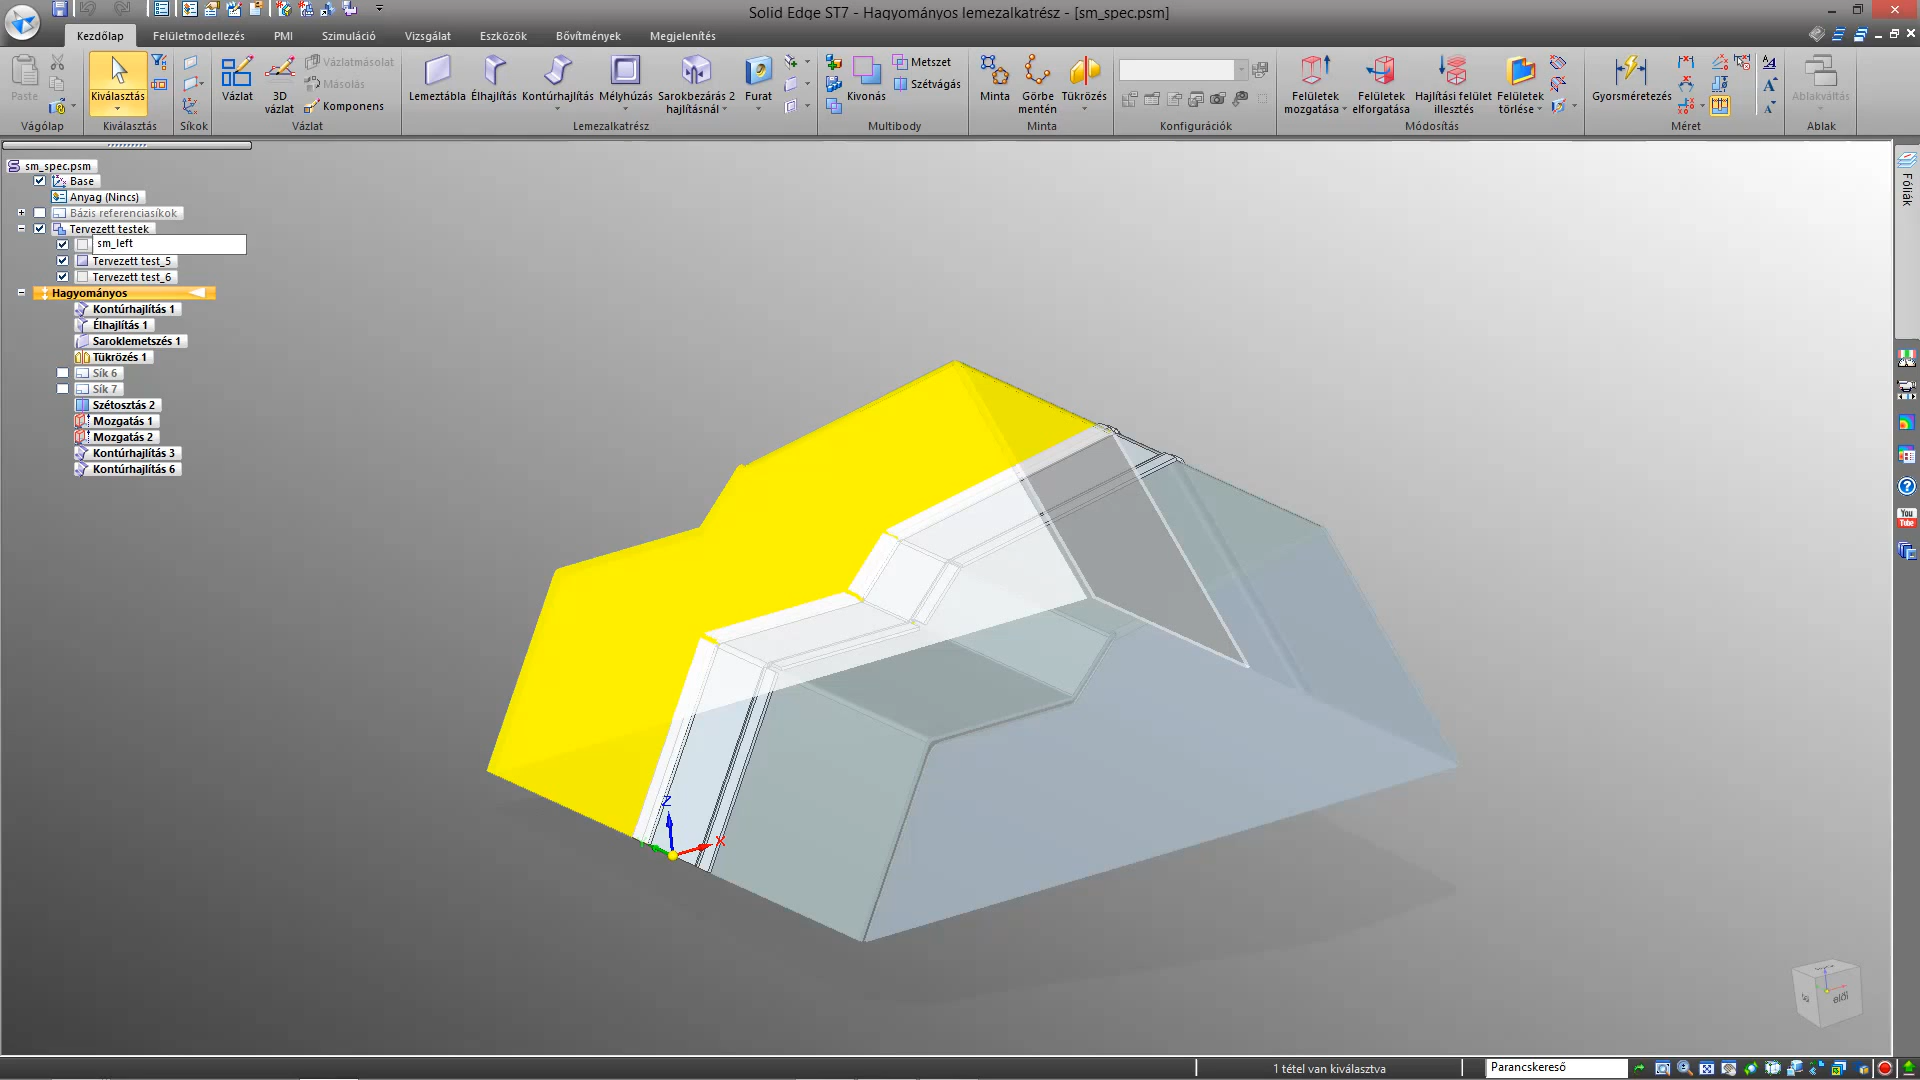 Solid Edge ST7 - Hagyományos lemezalkatrész - [sm_spec.psm]
Kezdőlap Felületmodellezés PMI Szimuláció Vizsgálat Eszközök Bővítmények Megjelenítés
Paste
Vágólap
Kiválasztás
Kiválasztás
Síkok
Vázlat
3D vázlat
Vázlatmásolat
Másolás
Komponens
Vázlat
Lemeztábla Élhajlítás Kontúrhajlítás Mélyhúzás Sarokbezárás 2 hajlításnál Furat
Lemezalkatrész
Kivonás
Metszet
Szétvágás
Multibody
Minta Görbe mentén Tükrözés
Minta
Konfigurációk
Felületek mozgatása Felületek elforgatása Hajlítási felület illesztés Felületek törlése
Módosítás
Gyorsméretezés
Méret
Ablakváltás
Ablak
sm_spec.psm
Base
Anyag (Nincs)
Bázis referenciasíkok
Tervezett testek
sm_left
Tervezett test_5
Tervezett test_6
Hagyományos
Kontúrhajlítás 1
Élhajlítás 1
Saroklemetszés 1
Tükrözés 1
Sík 6
Sík 7
Szétosztás 2
Mozgatás 1
Mozgatás 2
Kontúrhajlítás 3
Kontúrhajlítás 6
Fóliák
You Tube
Z
X
elöl
1 tétel van kiválasztva
Parancskereső